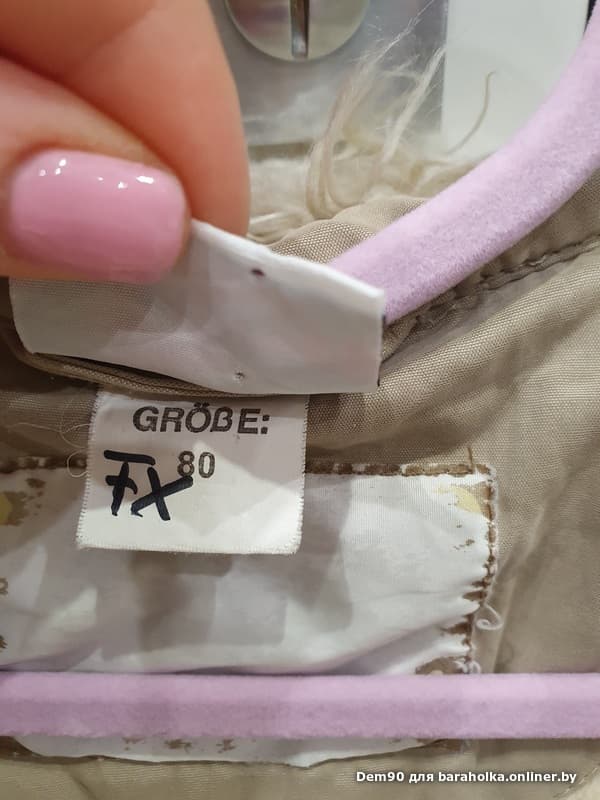 GRÖẞE:
80
FX
Dem90 для baraholka.onliner.by